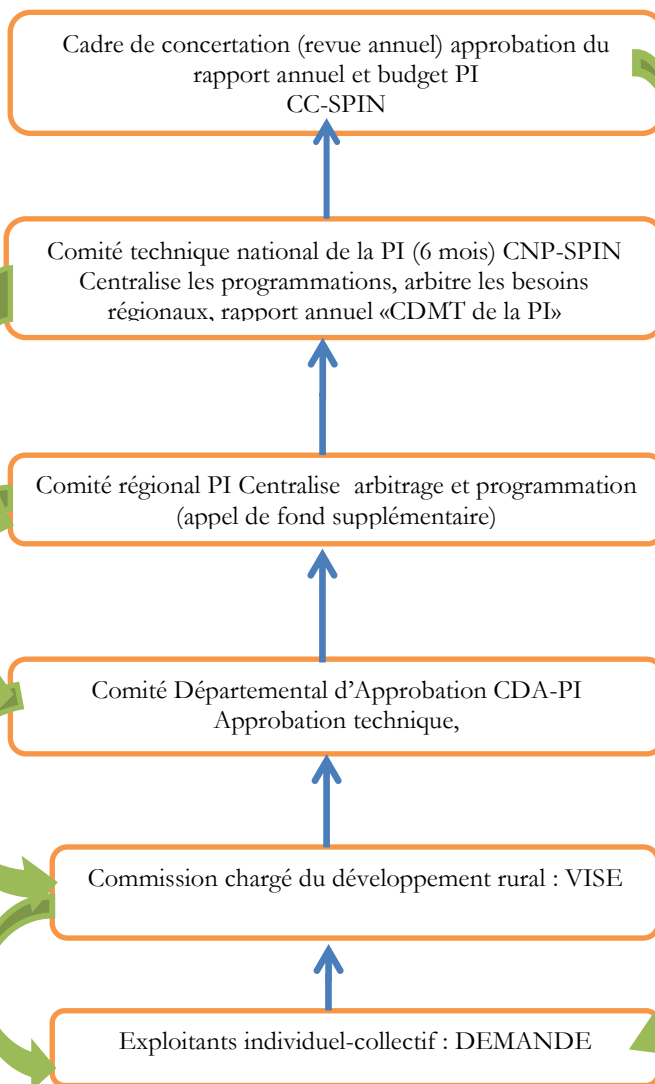 Cadre de concertation (revue annuel) approbation du
rapport annuel et budget PI
CC-SPIN
Comité technique national de la PI (6 mois) CNP-SPIN
Centralise les programmations, arbitre les besoins
régionaux, rapport annuel «CDMT de la PI»
Comité régional PI Centralise arbitrage et programmation
(appel de fond supplémentaire)
Comité Départemental d’Approbation CDA-PI
Approbation technique,
Commission chargé du développement rural : VISE
Exploitants individuel-collectif : DEMANDE